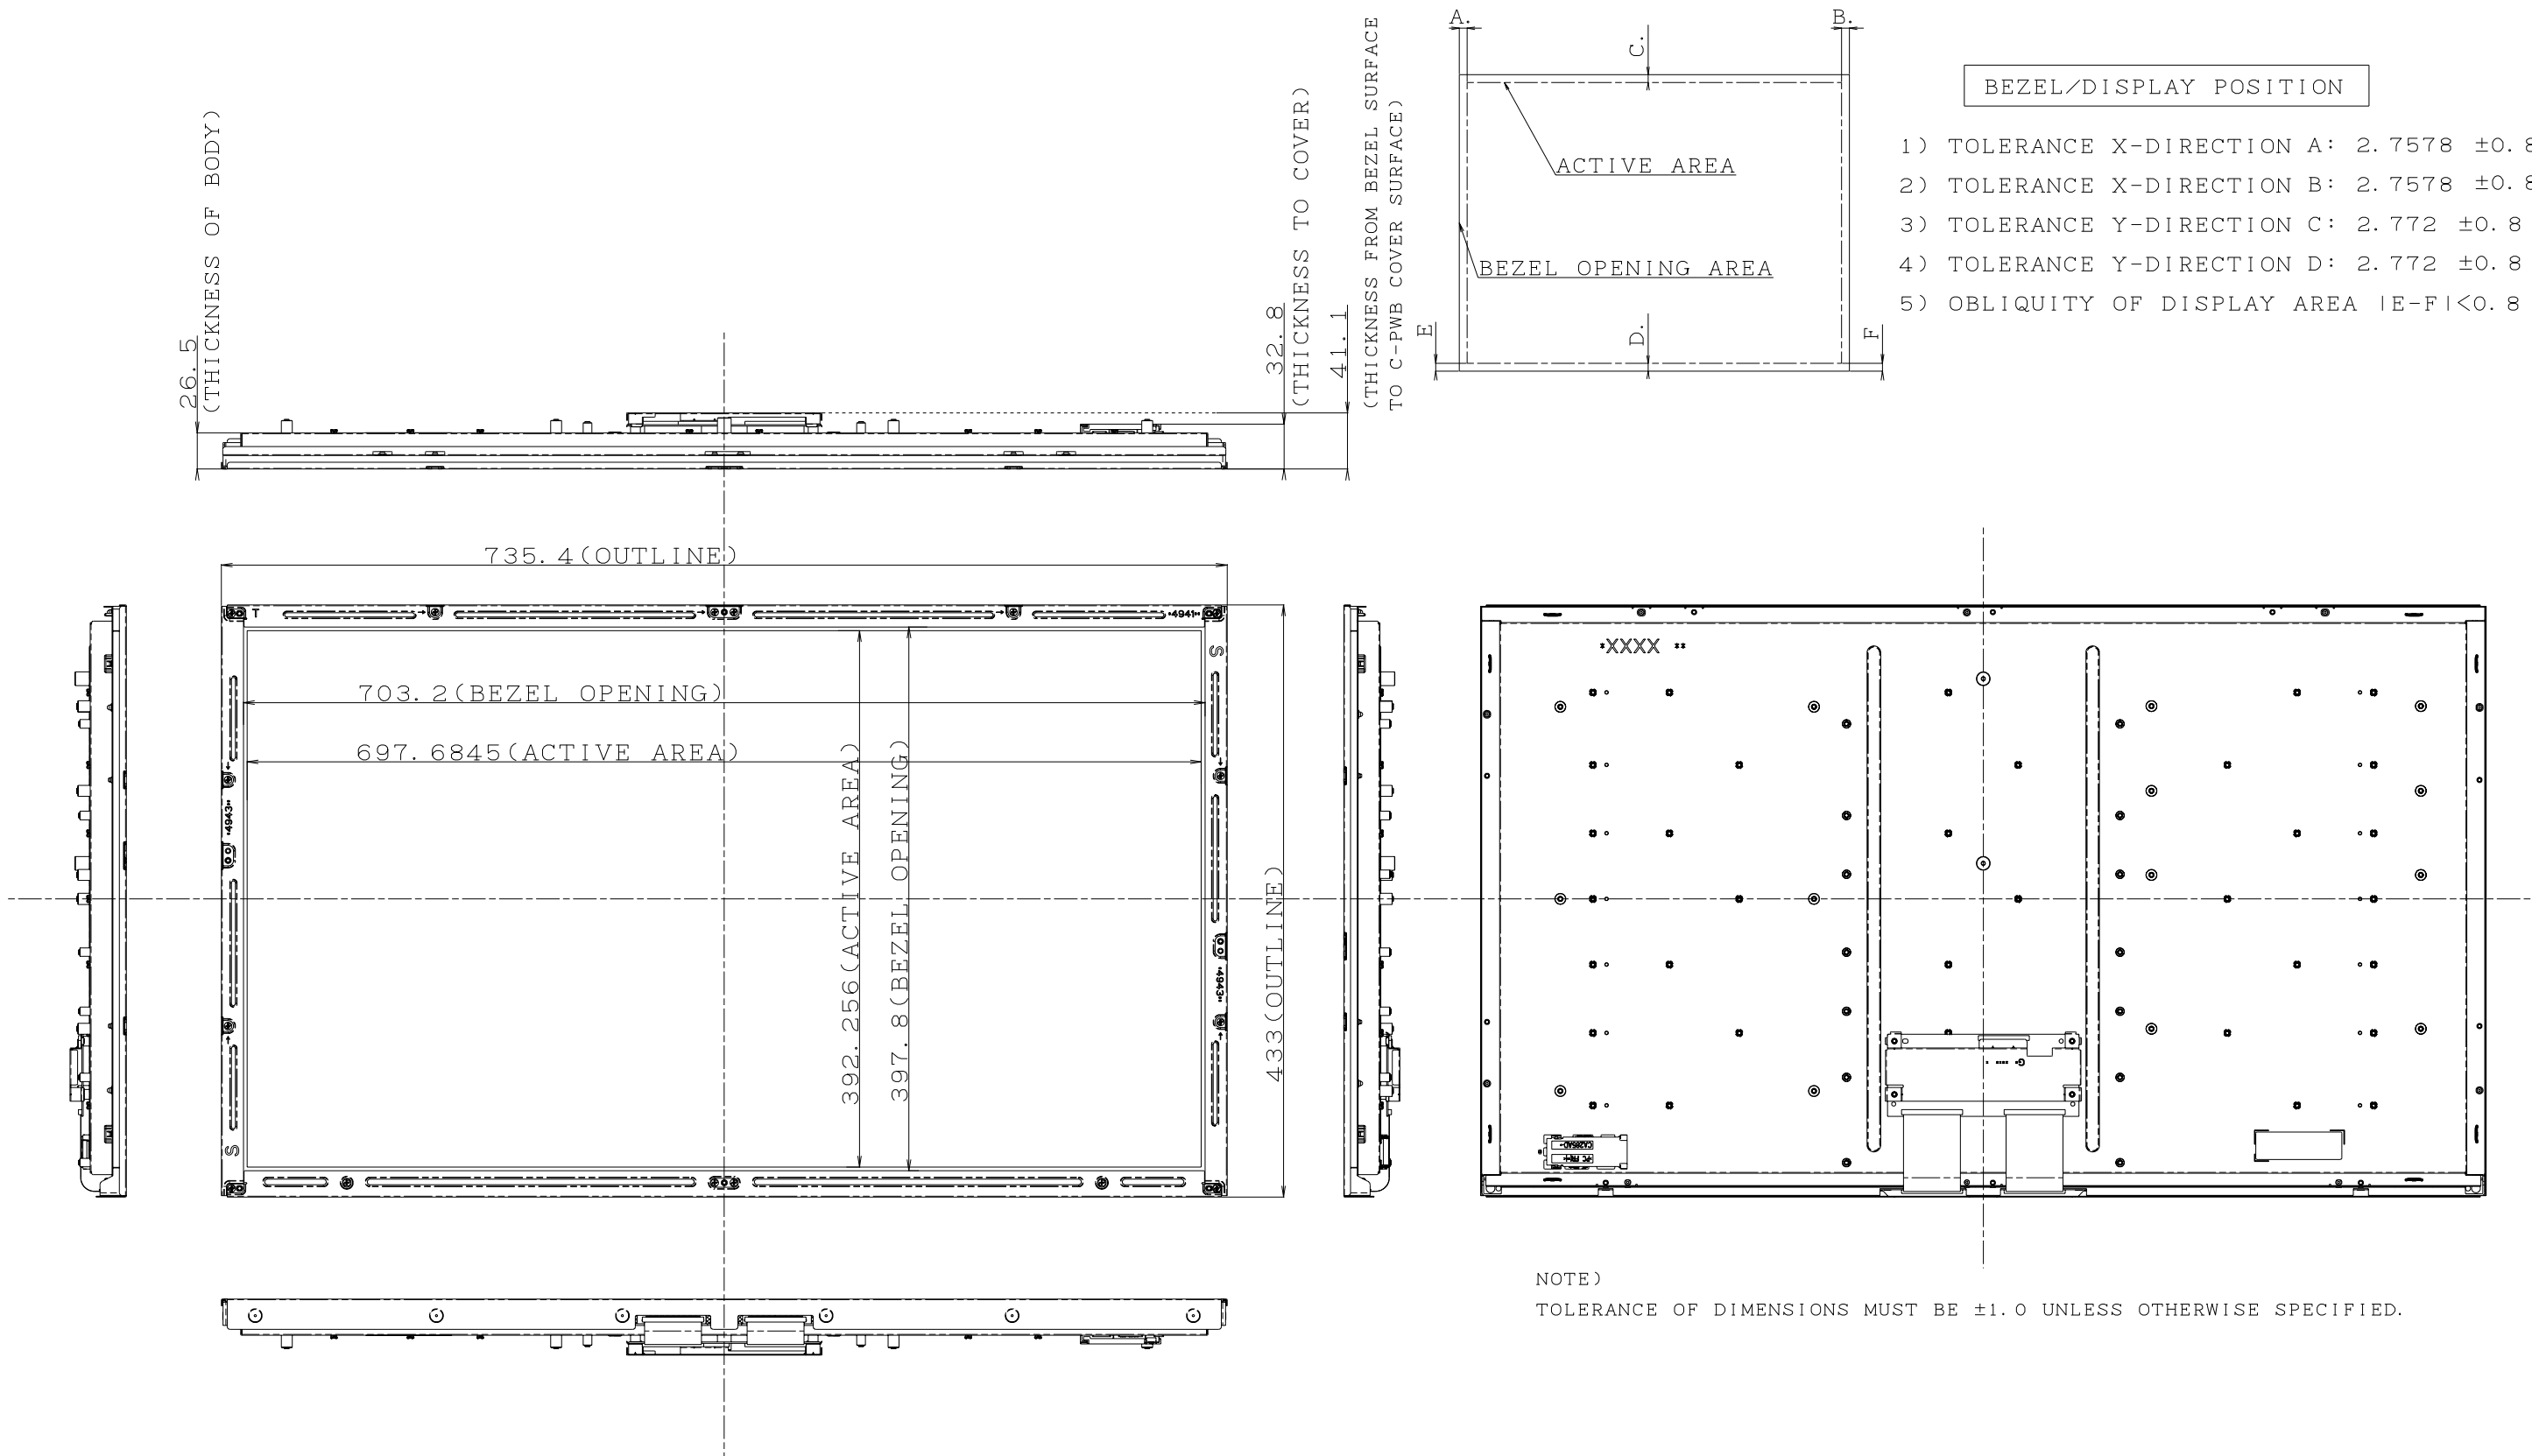 A.
B.
C.
BEZEL/DISPLAY POSITION
1) TOLERANCE X-DIRECTION A: 2.7578 ±0.8
2) TOLERANCE X-DIRECTION B: 2.7578 ±0.8
3) TOLERANCE Y-DIRECTION C: 2.772 ±0.8
4) TOLERANCE Y-DIRECTION D: 2.772 ±0.8
5) OBLIQUITY OF DISPLAY AREA |E-F|<0.8
ACTIVE AREA
BEZEL OPENING AREA
E
D.
F
26.5
(THICKNESS OF BODY)
32.8
(THICKNESS TO COVER)
41.1
(THICKNESS FROM BEZEL SURFACE
TO C-PWB COVER SURFACE)
735.4(OUTLINE)
T
*4941**
S
703.2(BEZEL OPENING)
697.6845(ACTIVE AREA)
392.256(ACTIVE AREA)
397.8(BEZEL OPENING)
433(OUTLINE)
*4943**
*4943**
S
*XXXX **
NOTE)
TOLERANCE OF DIMENSIONS MUST BE ±1.0 UNLESS OTHERWISE SPECIFIED.